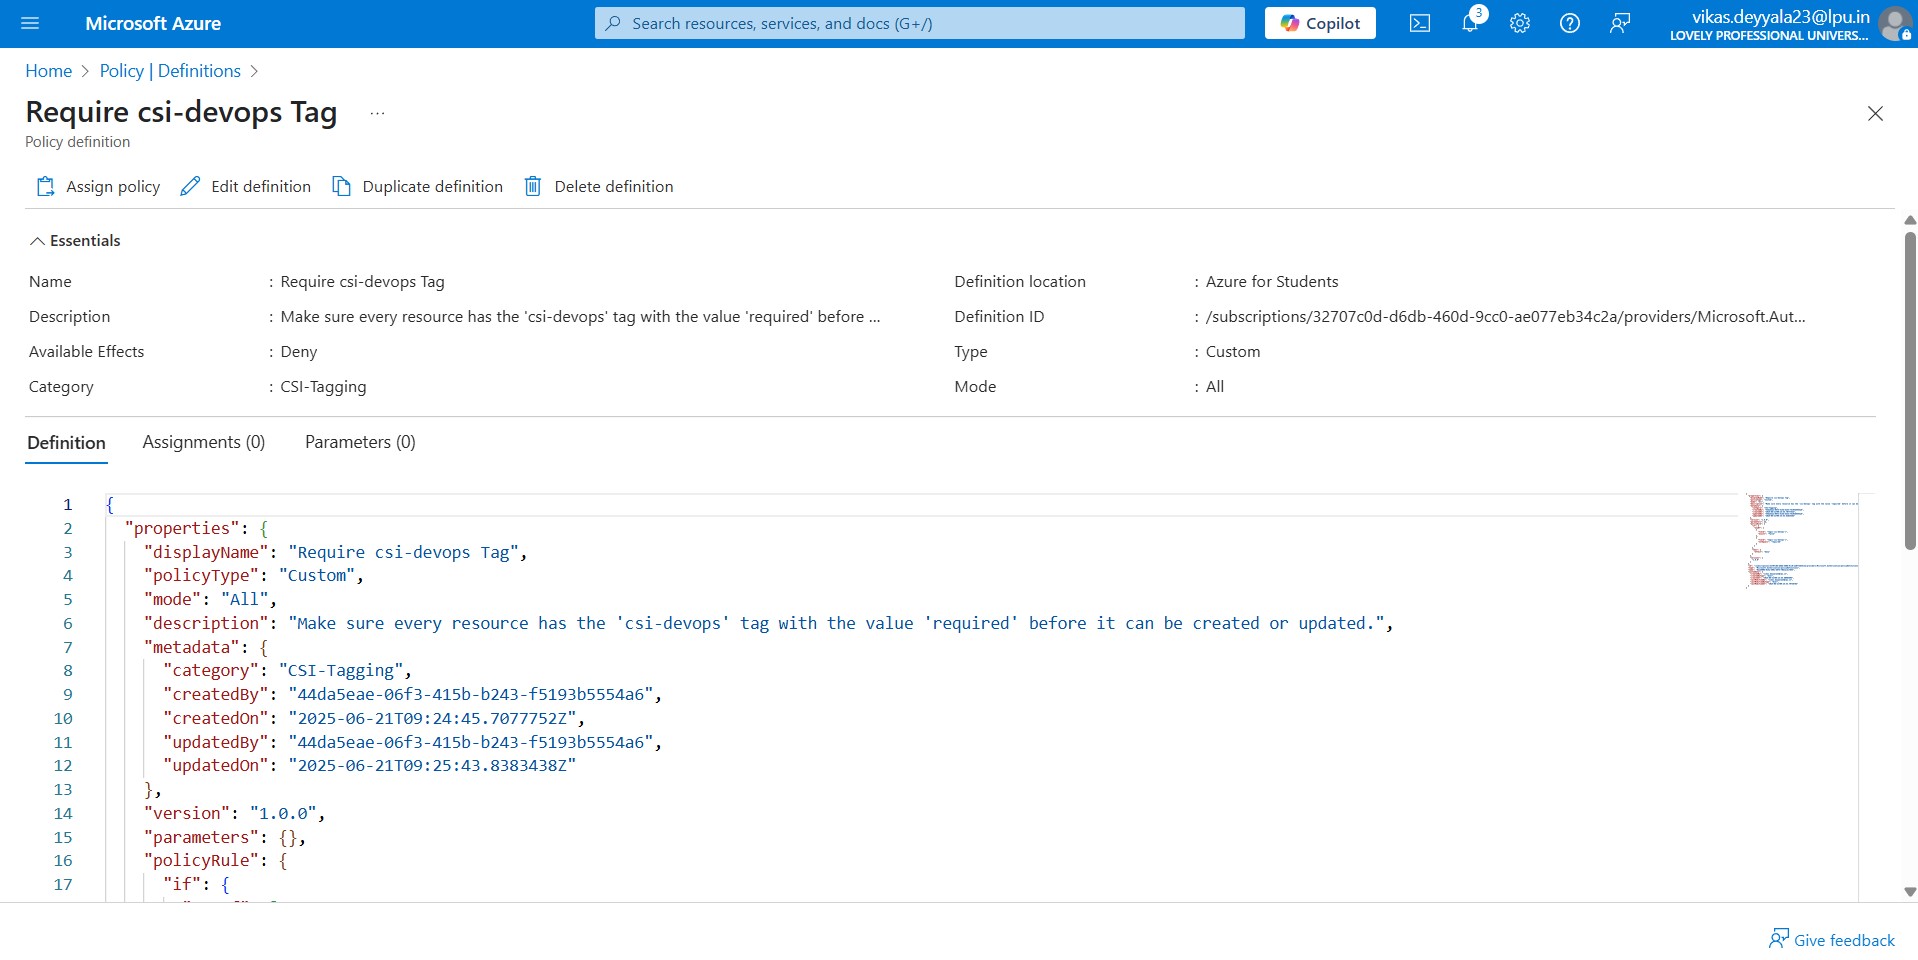 Microsoft Azure
Search resources, services, and docs (G+/)
Copilot
3
vikas.deyyala23@lpu.in
LOVELY PROFESSIONAL UNIVERS...
Home > Policy | Definitions >
Require csi-devops Tag ...
Policy definition
Assign policy Edit definition Duplicate definition Delete definition
Essentials
Name : Require csi-devops Tag
Definition location : Azure for Students
Description : Make sure every resource has the 'csi-devops' tag with the value 'required' before ...
Definition ID : /subscriptions/32707c0d-d6db-460d-9cc0-ae077eb34c2a/providers/Microsoft.Aut...
Available Effects : Deny
Type : Custom
Category : CSI-Tagging
Mode : All
Definition Assignments (0) Parameters (0)
1 {
2 "properties": {
3 "displayName": "Require csi-devops Tag",
4 "policyType": "Custom",
5 "mode": "All",
6 "description": "Make sure every resource has the 'csi-devops' tag with the value 'required' before it can be created or updated.",
7 "metadata": {
8 "category": "CSI-Tagging",
9 "createdBy": "44da5eae-06f3-415b-b243-f5193b5554a6",
10 "createdOn": "2025-06-21T09:24:45.7077752Z",
11 "updatedBy": "44da5eae-06f3-415b-b243-f5193b5554a6",
12 "updatedOn": "2025-06-21T09:25:43.8383438Z"
13 },
14 "version": "1.0.0",
15 "parameters": {},
16 "policyRule": {
17 "if": {
Give feedback